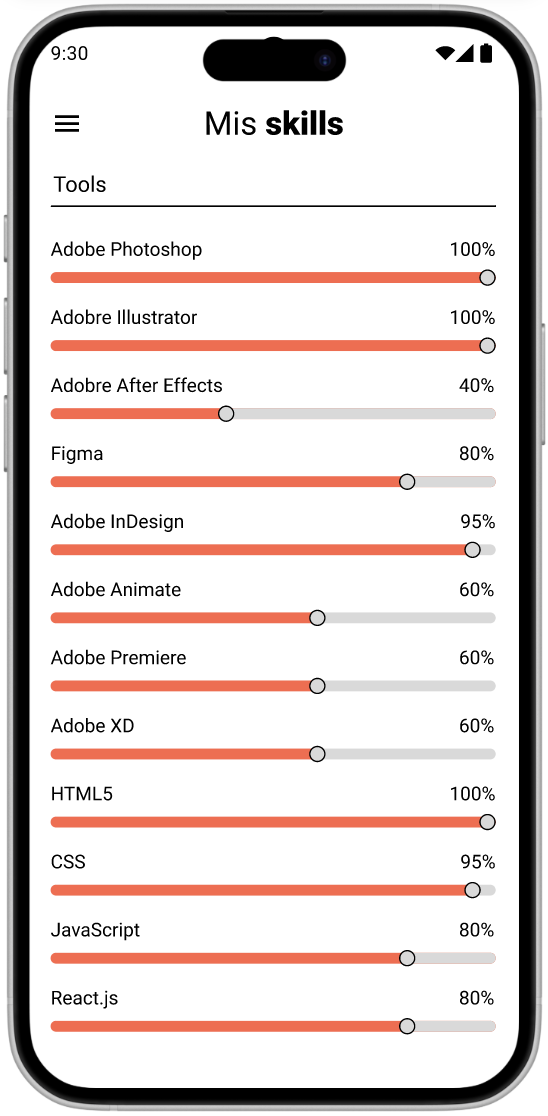 9:30
Mis skills
Tools
Adobe Photoshop 100%
Adobre Illustrator 100%
Adobre After Effects 40%
Figma 80%
Adobe InDesign 95%
Adobe Animate 60%
Adobe Premiere 60%
Adobe XD 60%
HTML5 100%
CSS 95%
JavaScript 80%
React.js 80%